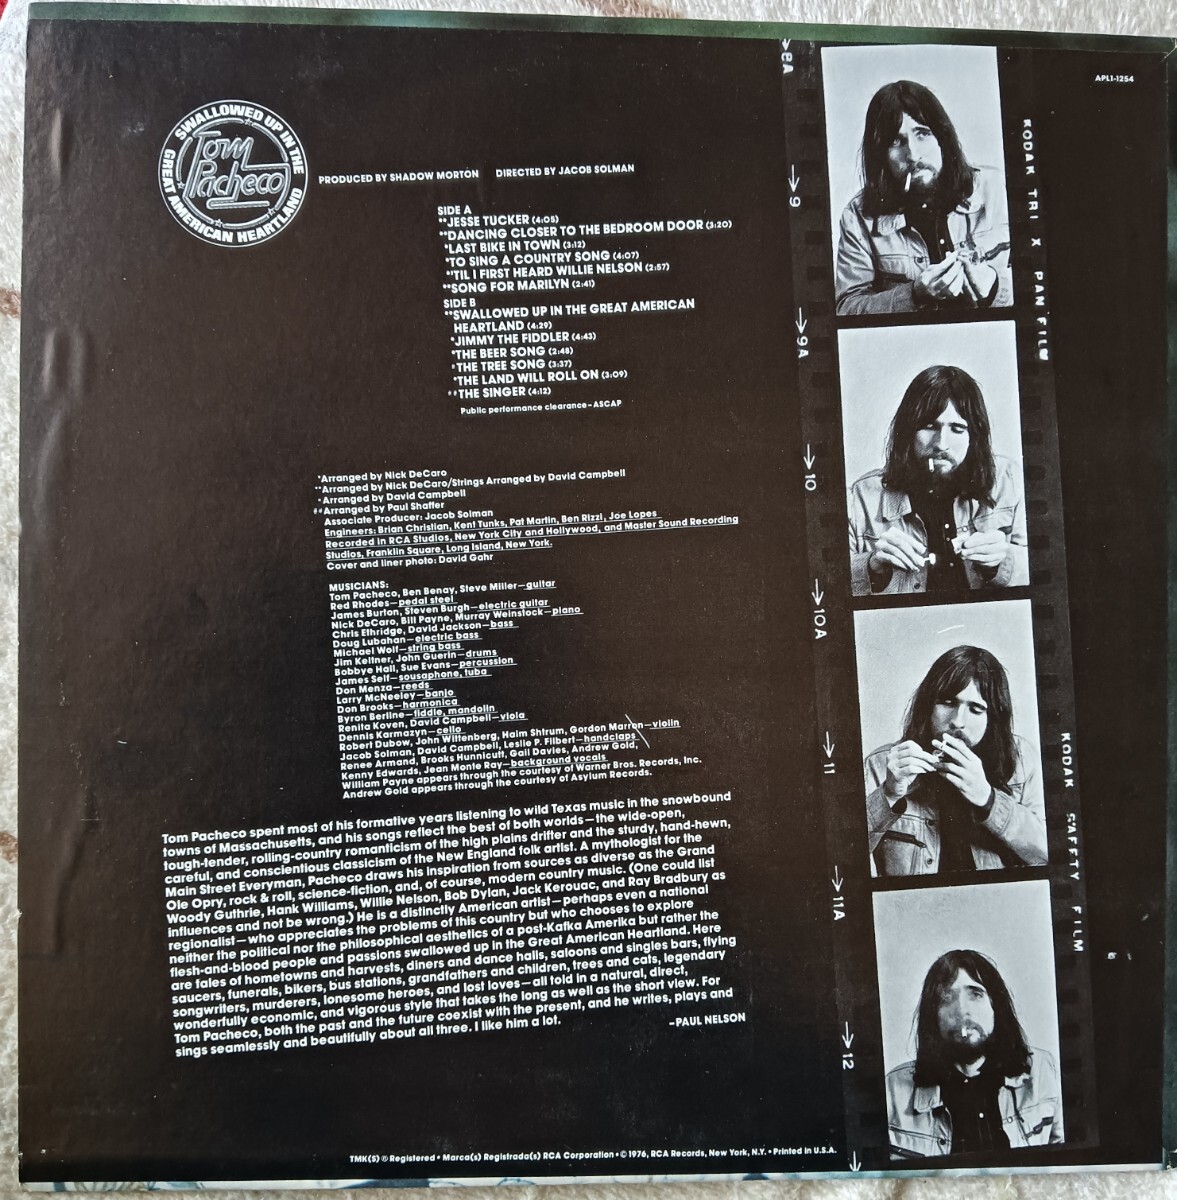 APL1-1254
SWALLOWED UP IN THE GREAT AMERICAN HEARTLAND
Tom
Pacheco
PRODUCED BY SHADOW MORTON DIRECTED BY JACOB SOLMAN
SIDE A
**JESSE TUCKER (4:05)
**DANCING CLOSER TO THE BEDROOM DOOR (3:20)
*LAST BIKE IN TOWN (3:12)
*TO SING A COUNTRY SONG (4:07)
*'TIL I FIRST HEARD WILLIE NELSON (2:57)
**SONG FOR MARILYN (2:41)
SIDE B
**SWALLOWED UP IN THE GREAT AMERICAN
HEARTLAND (4:29)
*JIMMY THE FIDDLER (4:43)
*THE BEER SONG (2:48)
•THE TREE SONG (3:37)
*THE LAND WILL ROLL ON (3:09)
••THE SINGER (4:12)
Public performance clearance–ASCAP
*Arranged by Nick DeCaro
**Arranged by Nick DeCaro/Strings Arranged by David Campbell
•Arranged by David Campbell
••Arranged by Paul Shaffer
Associate Producer: Jacob Solman
Engineers: Brian Christian, Kent Tunks, Pat Martin, Ben Rizzi, Joe Lopes
Recorded in RCA Studios, New York City and Hollywood, and Master Sound Recording
Studios, Franklin Square, Long Island, New York.
Cover and liner photo: David Gahr
MUSICIANS:
Tom Pacheco, Ben Benay, Steve Miller—guitar
Red Rhodes—pedal steel
James Burton, Steven Burgh—electric guitar
Nick DeCaro, Bill Payne, Murray Weinstock—piano
Chris Ethridge, David Jackson—bass
Doug Lubahan—electric bass
Michael Wolf—string bass
Jim Keltner, John Guerin—drums
Bobbye Hall, Sue Evans—percussion
James Self—sousaphone, tuba
Don Menza—reeds
Larry McNeeley—banjo
Don Brooks—harmonica
Byron Berline—fiddle, mandolin
Renita Koven, David Campbell—viola
Dennis Karmazyn—cello
Robert Dubow, John Wittenberg, Haim Shtrum, Gordon Marron—violin
Jacob Solman, David Campbell, Leslie P. Filbert—handclaps
Renee Armand, Brooks Hunnicutt, Gail Davies, Andrew Gold,
Kenny Edwards, Jean Monte Ray—background vocals
William Payne appears through the courtesy of Warner Bros. Records, Inc.
Andrew Gold appears through the courtesy of Asylum Records.
Tom Pacheco spent most of his formative years listening to wild Texas music in the snowbound
towns of Massachusetts, and his songs reflect the best of both worlds—the wide-open,
tough-tender, rolling-country romanticism of the high plains drifter and the sturdy, hand-hewn,
careful, and conscientious classicism of the New England folk artist. A mythologist for the
Main Street Everyman, Pacheco draws his inspiration from sources as diverse as the Grand
Ole Opry, rock & roll, science-fiction, and, of course, modern country music. (One could list
Woody Guthrie, Hank Williams, Willie Nelson, Bob Dylan, Jack Kerouac, and Ray Bradbury as
influences and not be wrong.) He is a distinctly American artist—perhaps even a national
regionalist—who appreciates the problems of this country but who chooses to explore
neither the political nor the philosophical aesthetics of a post-Kafka Amerika but rather the
flesh-and-blood people and passions swallowed up in the Great American Heartland. Here
are tales of hometowns and harvests, diners and dance halls, saloons and singles bars, flying
saucers, funerals, bikers, bus stations, grandfathers and children, trees and cats, legendary
songwriters, murderers, lonesome heroes, and lost loves—all told in a natural, direct,
wonderfully economic, and vigorous style that takes the long as well as the short view. For
Tom Pacheco, both the past and the future coexist with the present, and he writes, plays and
sings seamlessly and beautifully about all three. I like him a lot.
–PAUL NELSON
TMK(S) ® Registered • Marca(s) Registrada(s) RCA Corporation • © 1976, RCA Records, New York, N.Y. • Printed in U.S.A.
→8A
→9
→9A
→10
→10A
→11
→11A
→12
KODAK TRI X PAN FILM
KODAK SAFETY FILM